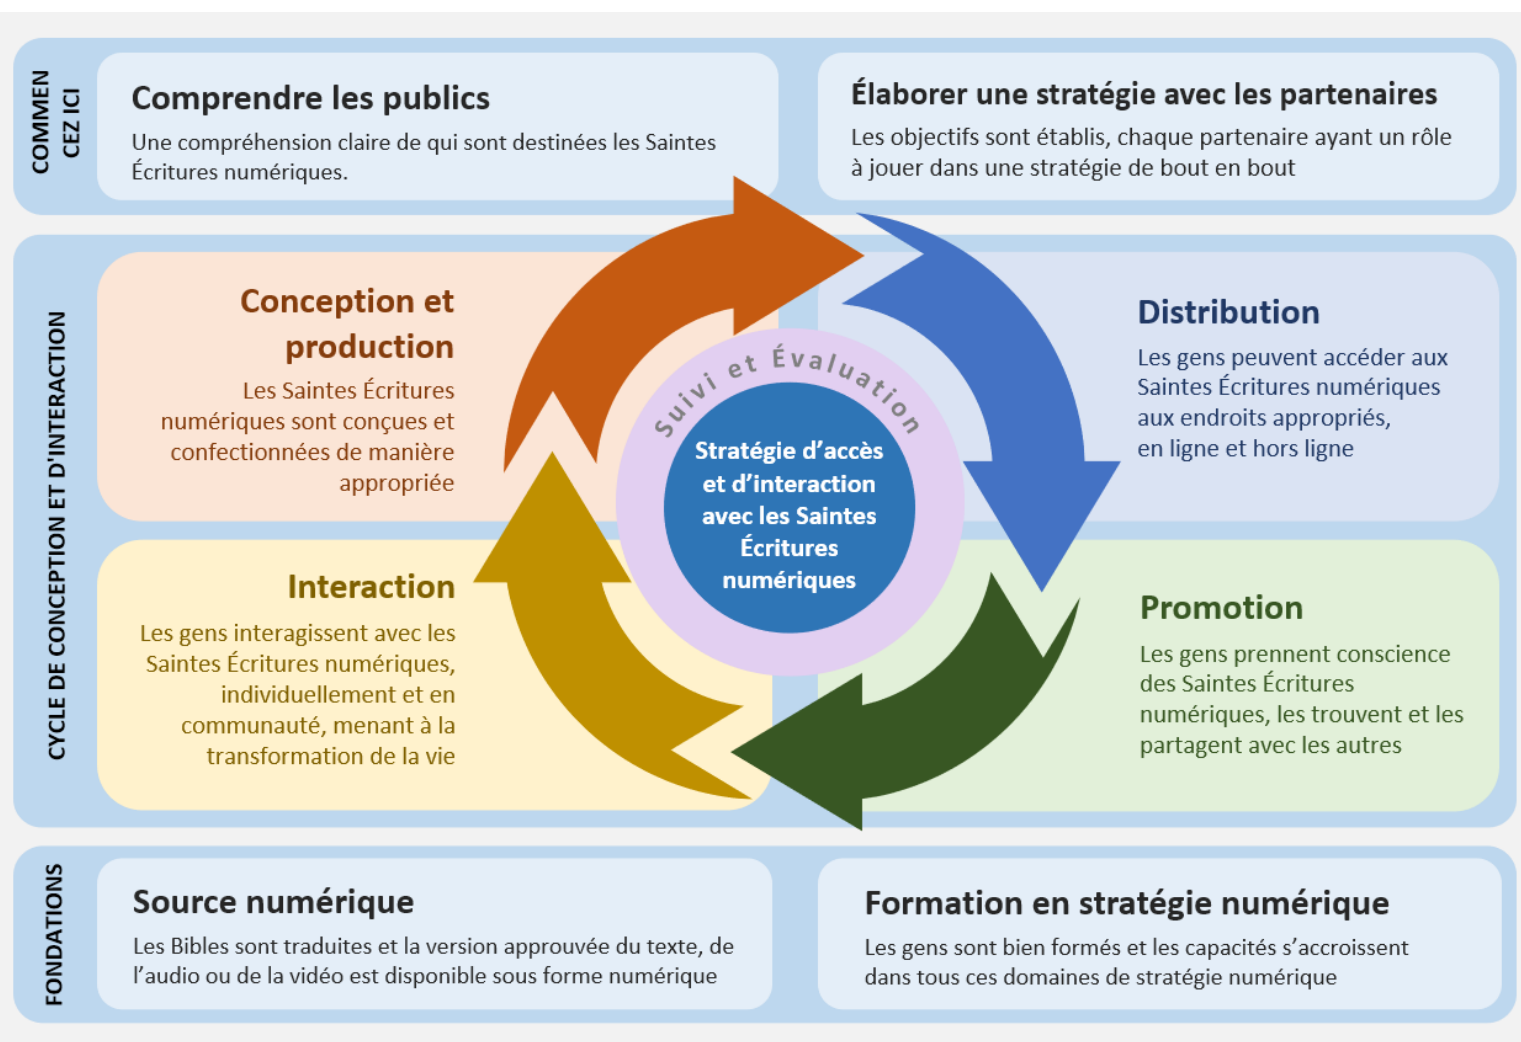 COMMEN
CEZ ICI
Comprendre les publics
Une compréhension claire de qui sont destinées les Saintes
Écritures numériques.
Élaborer une stratégie avec les partenaires
Les objectifs sont établis, chaque partenaire ayant un rôle
à jouer dans une stratégie de bout en bout
CYCLE DE CONCEPTION ET D'INTERACTION
Conception et
production
Les Saintes Écritures
numériques sont conçues et
confectionnées de manière
appropriée
Distribution
Les gens peuvent accéder aux
Saintes Écritures numériques
aux endroits appropriés,
en ligne et hors ligne
Suivi et Évaluation
Stratégie d’accès
et d’interaction
avec les Saintes
Écritures
numériques
Interaction
Les gens interagissent avec les
Saintes Écritures numériques,
individuellement et en
communauté, menant à la
transformation de la vie
Promotion
Les gens prennent conscience
des Saintes Écritures
numériques, les trouvent et les
partagent avec les autres
FONDATIONS
Source numérique
Les Bibles sont traduites et la version approuvée du texte, de
l’audio ou de la vidéo est disponible sous forme numérique
Formation en stratégie numérique
Les gens sont bien formés et les capacités s’accroissent
dans tous ces domaines de stratégie numérique